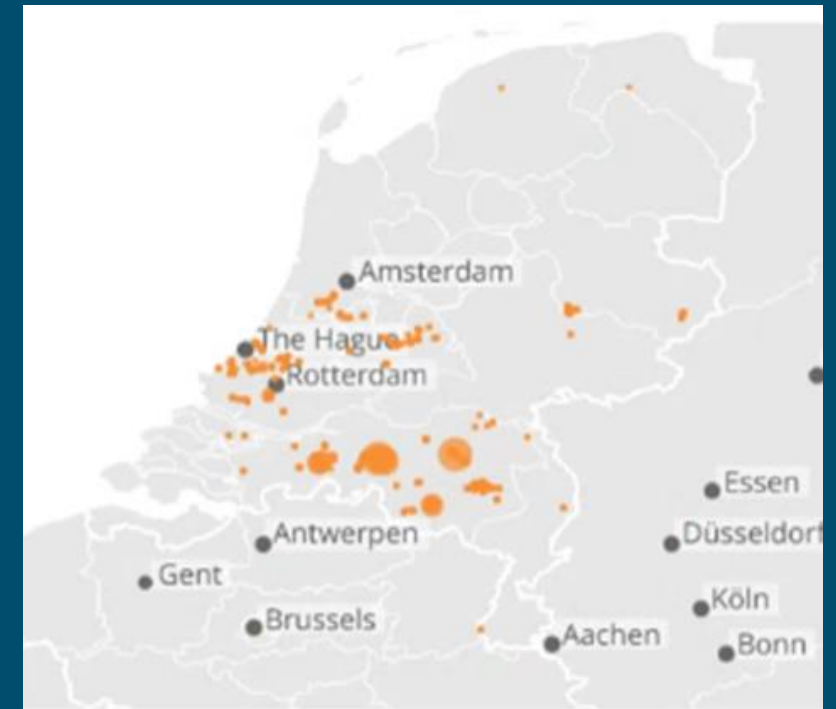 Amsterdam
The Hague
Rotterdam
Essen
Antwerpen
Düsseldorf
Gent
Köln
Brussels
Aachen
Bonn